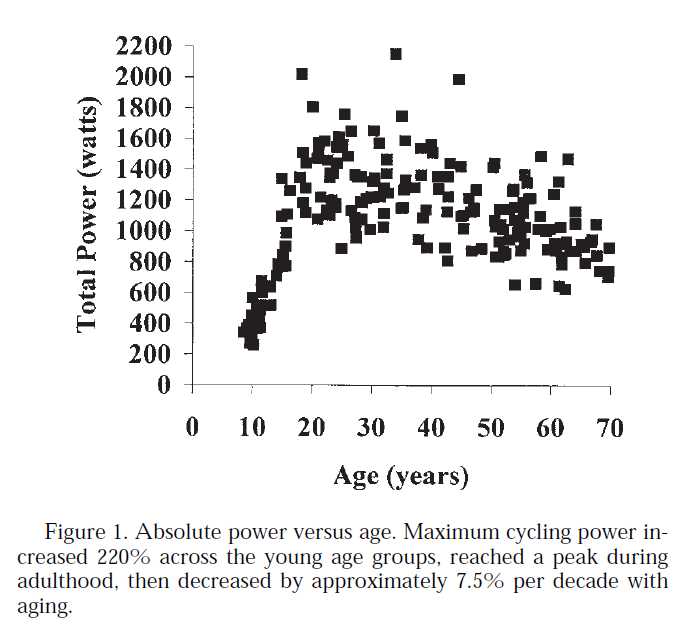 2200
2000
1800
1600
1400
1200
1000
800
600
400
200
0
Total Power (watts)
0 10 20 30 40 50 60 70
Age (years)
Figure 1. Absolute power versus age. Maximum cycling power in-
creased 220% across the young age groups, reached a peak during
adulthood, then decreased by approximately 7.5% per decade with
aging.